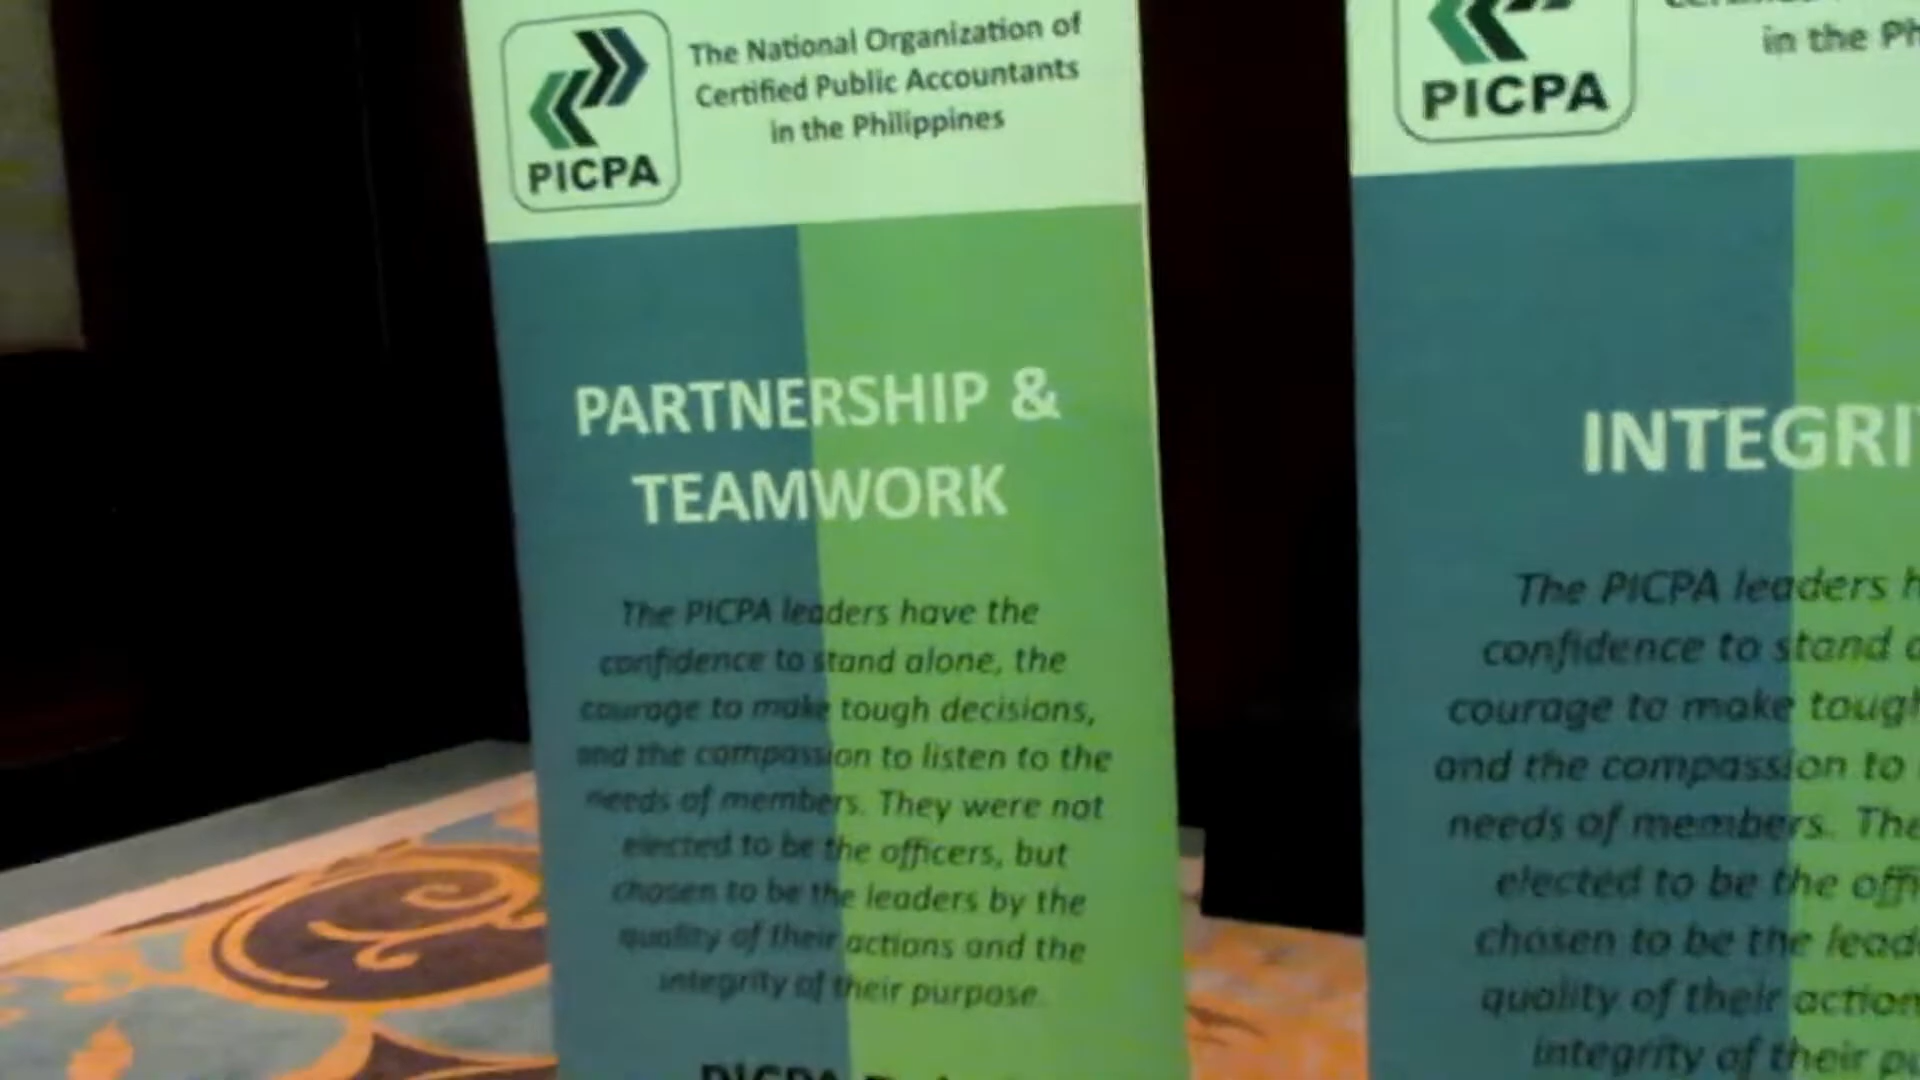 PICPA
The National Organization of
Certified Public Accountants
in the Philippines
PARTNERSHIP &
TEAMWORK
The PICPA leaders have the
confidence to stand alone, the
courage to make tough decisions,
and the compassion to listen to the
needs of members. They were not
elected to be the officers, but
chosen to be the leaders by the
quality of their actions and the
integrity of their purpose.
PICPA
PICPA
in the
The PICPA leaders
confidence to stand
courage to make
and the compassion to
needs of members.
elected to be the
chosen to be the
quality of their
integrity of their